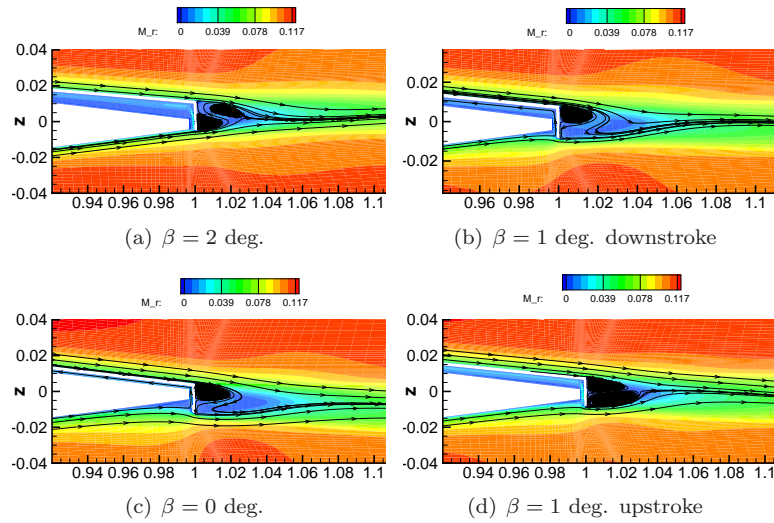 M_r: 0 0.039 0.078 0.117
M_r: 0 0.039 0.078 0.117
0.04
0.02
z 0
-0.02
-0.04
0.94 0.96 0.98 1 1.02 1.04 1.06 1.08 1.1
0.02
z 0
-0.02
0.94 0.96 0.98 1 1.02 1.04 1.06 1.08 1.1
(a) β = 2 deg.
(b) β = 1 deg. downstroke
M_r: 0 0.039 0.078 0.117
M_r: 0 0.039 0.078 0.117
0.04
0.02
z 0
-0.02
-0.04
0.94 0.96 0.98 1 1.02 1.04 1.06 1.08 1.1
0.04
0.02
z 0
-0.02
-0.04
0.94 0.96 0.98 1 1.02 1.04 1.06 1.08 1.1
(c) β = 0 deg.
(d) β = 1 deg. upstroke